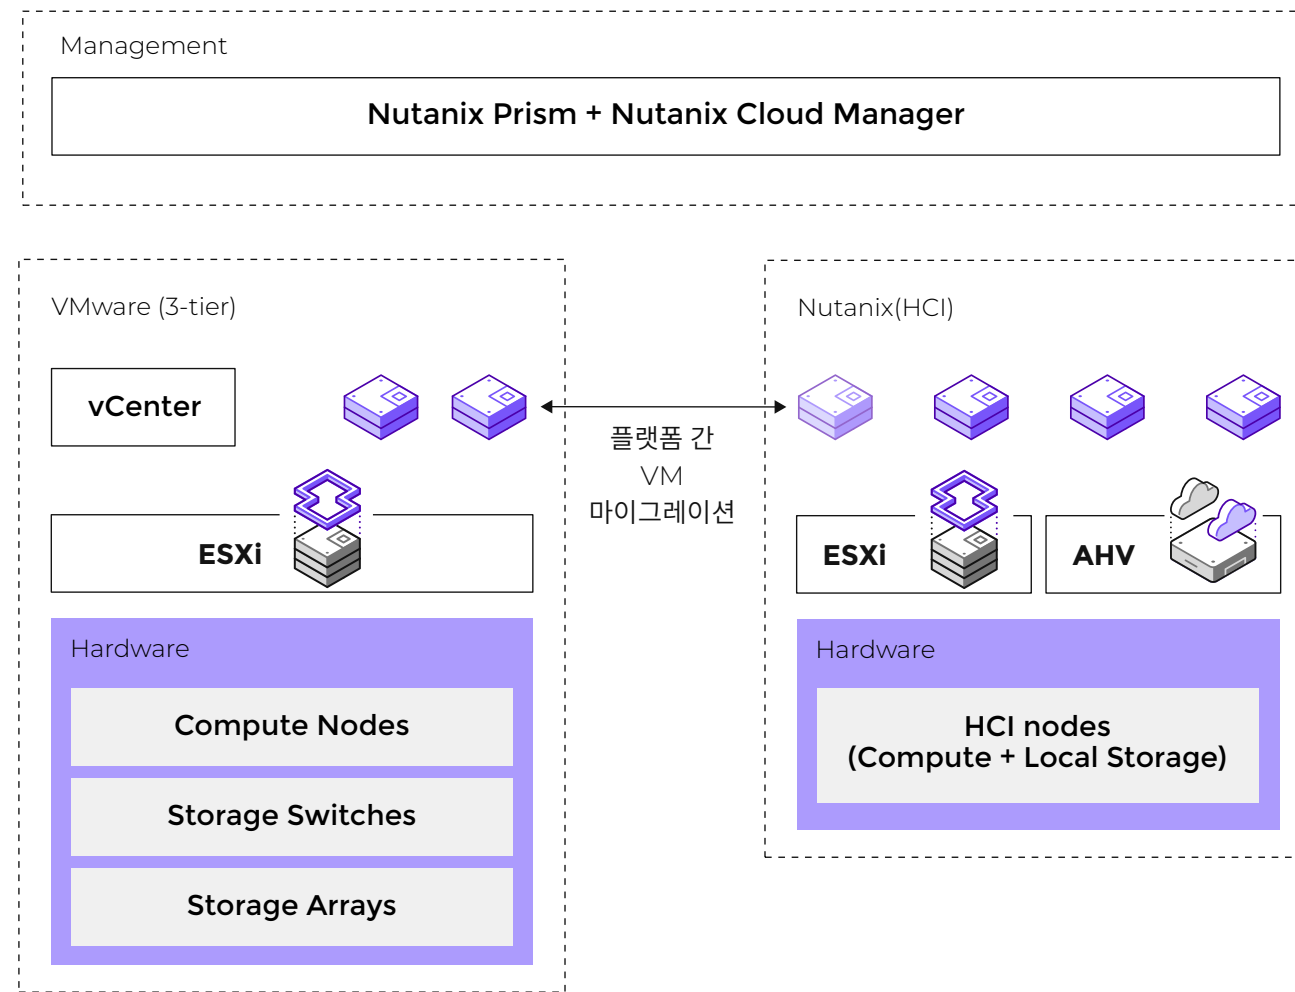 Management
Nutanix Prism + Nutanix Cloud Manager
VMware (3-tier)
vCenter
ESXi
Hardware
Compute Nodes
Storage Switches
Storage Arrays
플랫폼 간
VM
마이그레이션
Nutanix(HCI)
ESXi
AHV
Hardware
HCI nodes
(Compute + Local Storage)